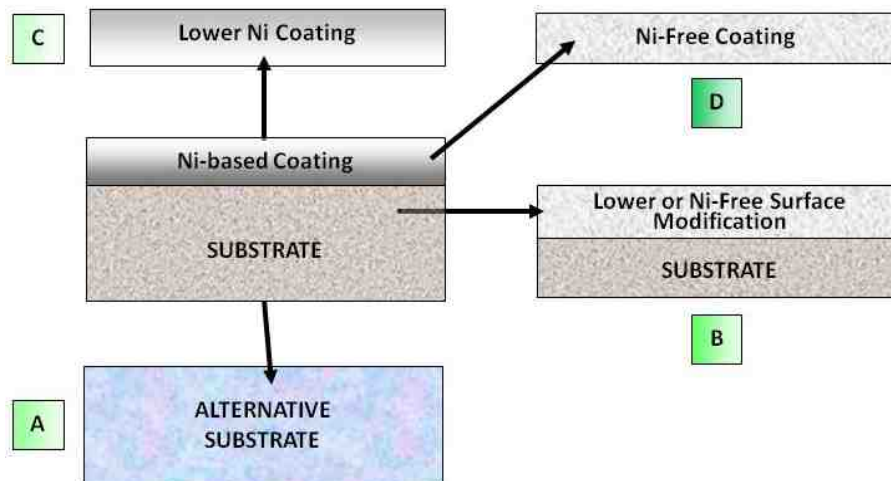 C
Lower Ni Coating
Ni-Free Coating
D
Ni-based Coating
SUBSTRATE
Lower or Ni-Free Surface
Modification
SUBSTRATE
B
A
ALTERNATIVE
SUBSTRATE